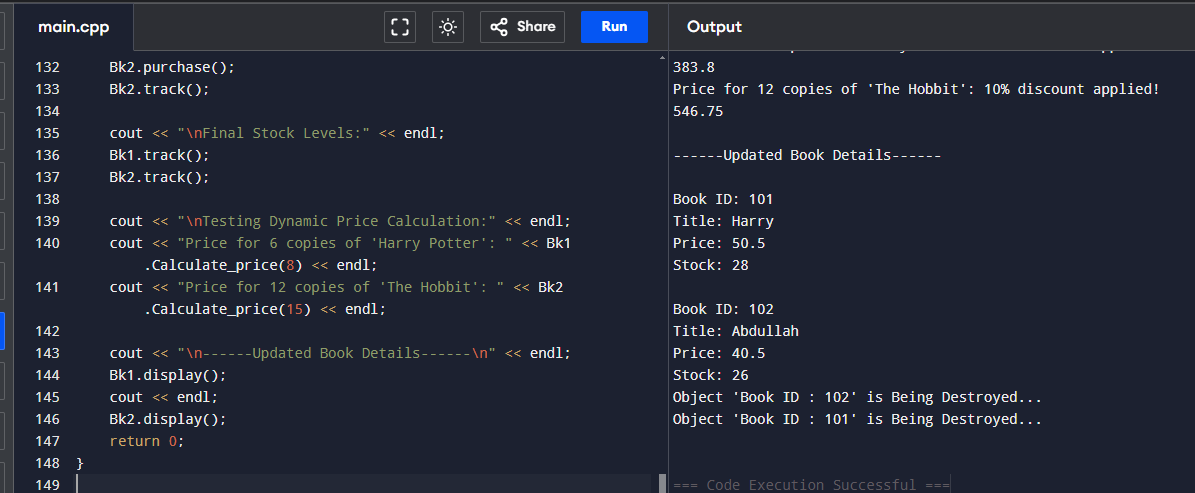 main.cpp
Share
Run
Output
132 Bk2.purchase();
133 Bk2.track();
134
135 cout << "\nFinal Stock Levels:" << endl;
136 Bk1.track();
137 Bk2.track();
138
139 cout << "\nTesting Dynamic Price Calculation:" << endl;
140 cout << "Price for 6 copies of 'Harry Potter': " << Bk1
.Calculate_price(8) << endl;
141 cout << "Price for 12 copies of 'The Hobbit': " << Bk2
.Calculate_price(15) << endl;
142
143 cout << "\n------Updated Book Details------\n" << endl;
144 Bk1.display();
145 cout << endl;
146 Bk2.display();
147 return 0;
148 }
149
383.8
Price for 12 copies of 'The Hobbit': 10% discount applied!
546.75
------Updated Book Details------
Book ID: 101
Title: Harry
Price: 50.5
Stock: 28
Book ID: 102
Title: Abdullah
Price: 40.5
Stock: 26
Object 'Book ID : 102' is Being Destroyed...
Object 'Book ID : 101' is Being Destroyed...
=== Code Execution Successful ===